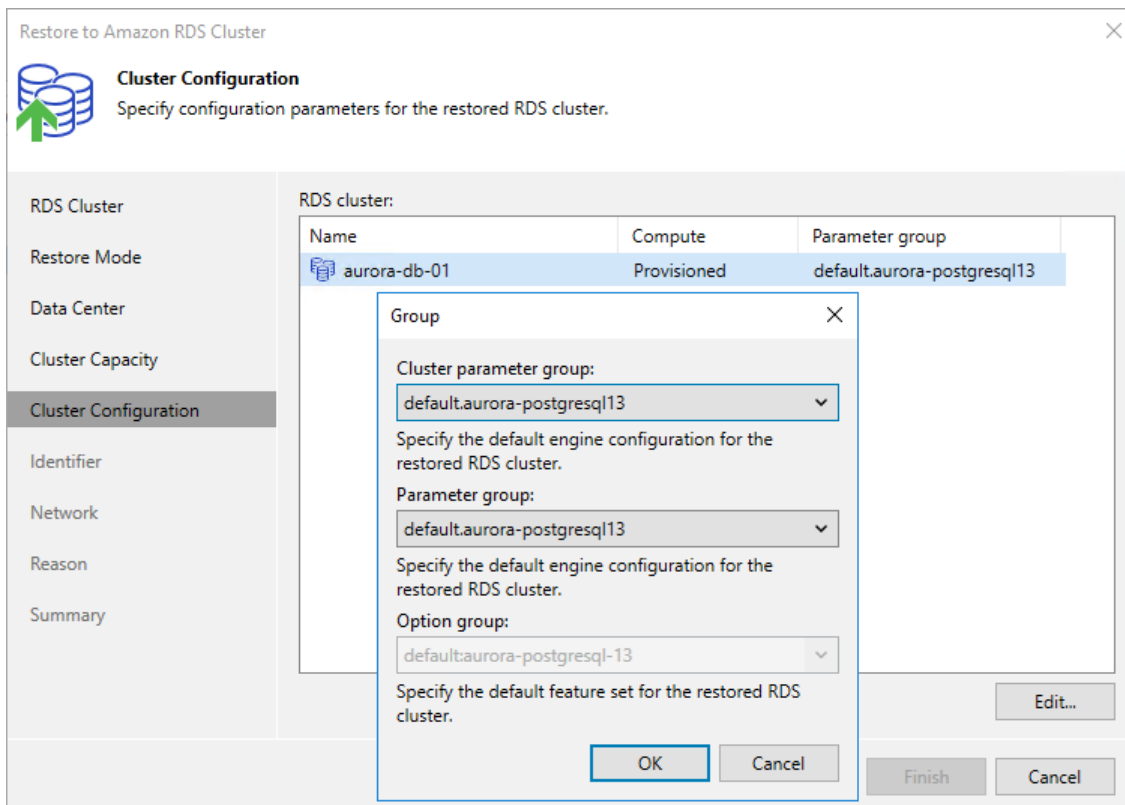 Restore to Amazon RDS Cluster
Cluster Configuration
Specify configuration parameters for the restored RDS cluster.
RDS Cluster
Restore Mode
Data Center
Cluster Capacity
Cluster Configuration
Identifier
Network
Reason
Summary
RDS cluster:
Name Compute Parameter group
aurora-db-01 Provisioned default.aurora-postgresql13
Group
Cluster parameter group:
default.aurora-postgresql13
Specify the default engine configuration for the
restored RDS cluster.
Parameter group:
default.aurora-postgresql13
Specify the default engine configuration for the
restored RDS cluster.
Option group:
default:aurora-postgresql-13
Specify the default feature set for the restored RDS
cluster.
OK Cancel
Edit...
Finish Cancel